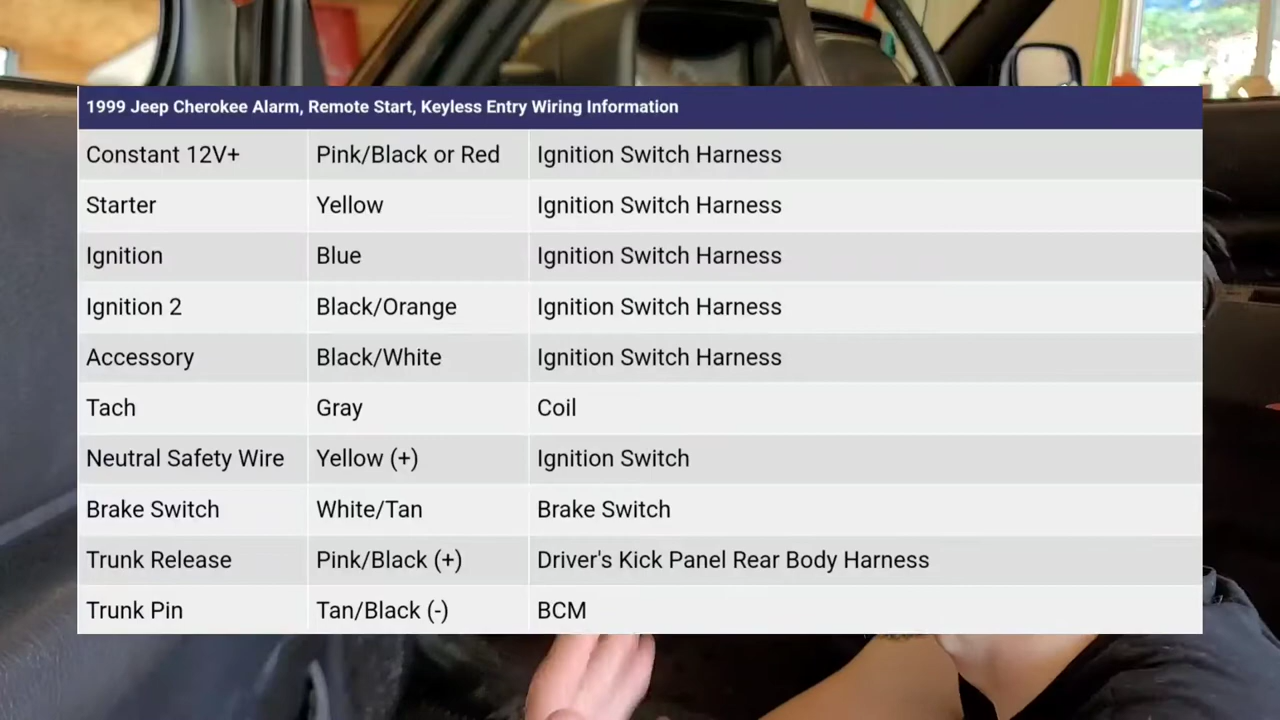 1999 Jeep Cherokee Alarm, Remote Start, Keyless Entry Wiring Information
Constant 12V+ Pink/Black or Red Ignition Switch Harness
Starter Yellow Ignition Switch Harness
Ignition Blue Ignition Switch Harness
Ignition 2 Black/Orange Ignition Switch Harness
Accessory Black/White Ignition Switch Harness
Tach Gray Coil
Neutral Safety Wire Yellow (+) Ignition Switch
Brake Switch White/Tan Brake Switch
Trunk Release Pink/Black (+) Driver's Kick Panel Rear Body Harness
Trunk Pin Tan/Black (-) BCM